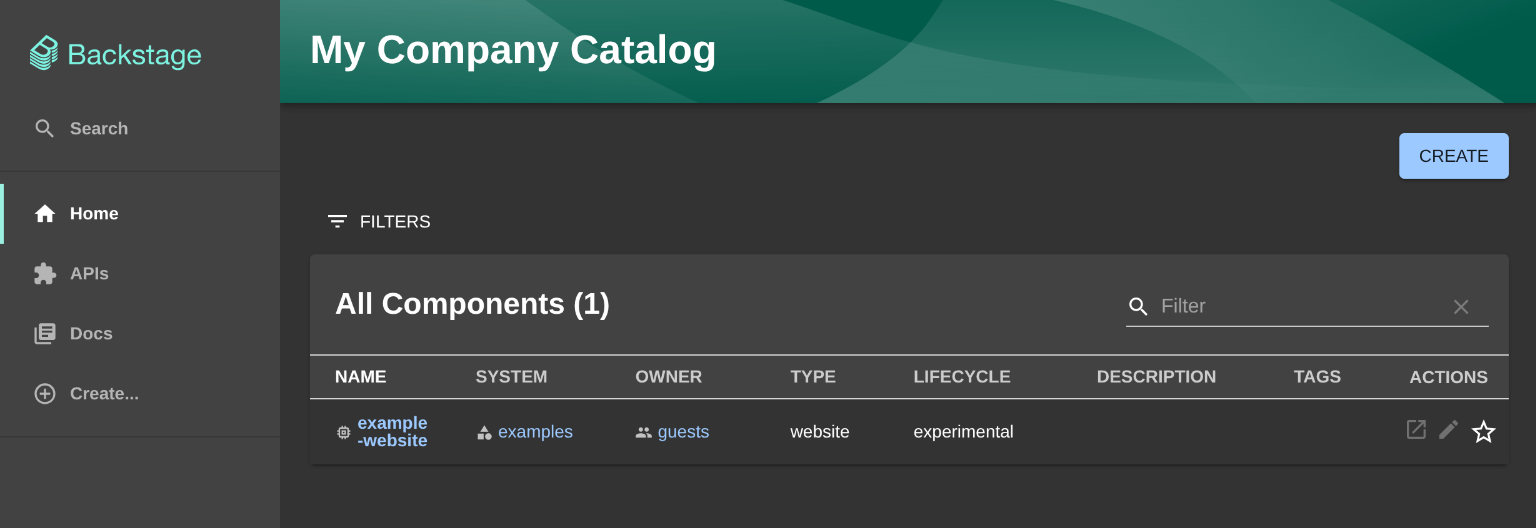 Backstage
Search
Home
APIs
Docs
Create...
My Company Catalog
CREATE
FILTERS
All Components (1)
Filter
NAME SYSTEM OWNER TYPE LIFECYCLE DESCRIPTION TAGS ACTIONS
example
-website examples guests website experimental